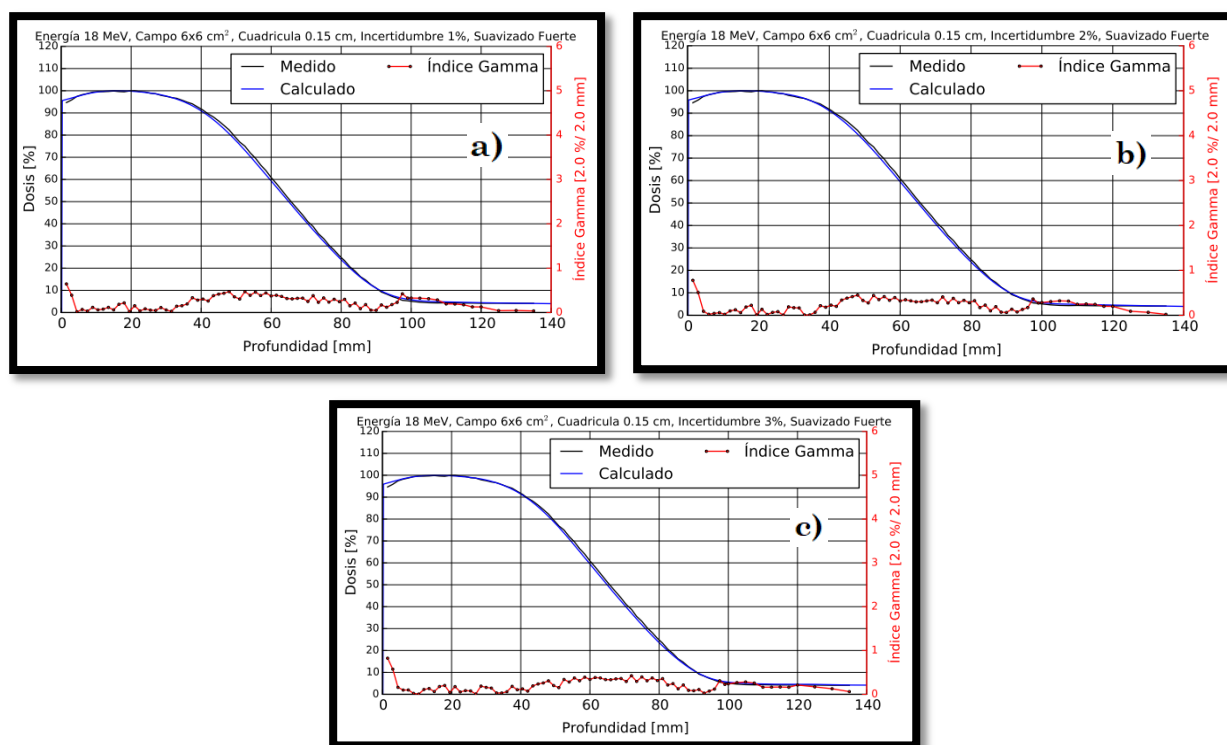 Energía 18 MeV, Campo 6x6 cm², Cuadricula 0.15 cm, Incertidumbre 1%, Suavizado Fuerte
120
110
100
90
80
70
60
50
40
30
20
10
0
Dosis [%]
Medido
Calculado
Índice Gamma
a)
6
5
4
3
2
1
0
Índice Gamma [2.0 %/ 2.0 mm]
0 20 40 60 80 100 120 140
Profundidad [mm]
Energía 18 MeV, Campo 6x6 cm², Cuadricula 0.15 cm, Incertidumbre 2%, Suavizado Fuerte
120
110
100
90
80
70
60
50
40
30
20
10
0
Dosis [%]
Medido
Calculado
Índice Gamma
b)
6
5
4
3
2
1
0
Índice Gamma [2.0 %/ 2.0 mm]
0 20 40 60 80 100 120 140
Profundidad [mm]
Energía 18 MeV, Campo 6x6 cm², Cuadricula 0.15 cm, Incertidumbre 3%, Suavizado Fuerte
120
110
100
90
80
70
60
50
40
30
20
10
0
Dosis [%]
Medido
Calculado
Índice Gamma
c)
6
5
4
3
2
1
0
Índice Gamma [2.0 %/ 2.0 mm]
0 20 40 60 80 100 120 140
Profundidad [mm]